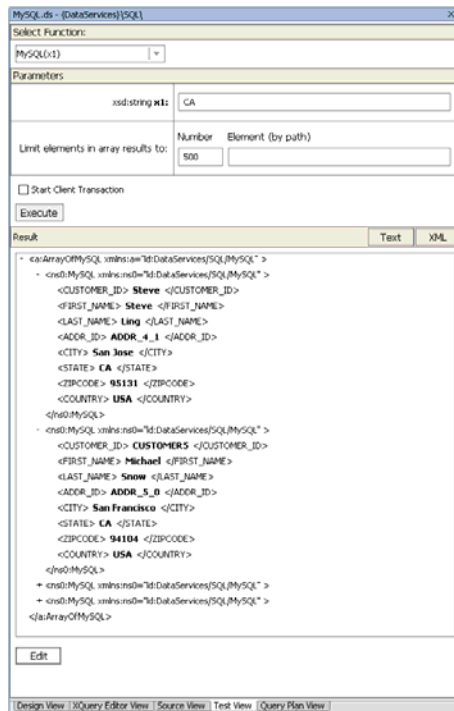 MySQL.ds - {DataServices}\SQL\
Select Function:
MySQL(x1)
Parameters
xsd:string x1: CA
Limit elements in array results to: Number Element (by path)
500
Start Client Transaction
Execute
Result Text XML
- <a:ArrayOfMySQL xmlns:a="ld:DataServices/SQL/MySQL" >
- <ns0:MySQL xmlns:ns0="ld:DataServices/SQL/MySQL" >
<CUSTOMER_ID> Steve </CUSTOMER_ID>
<FIRST_NAME> Steve </FIRST_NAME>
<LAST_NAME> Ling </LAST_NAME>
<ADDR_ID> ADDR_4_1 </ADDR_ID>
<CITY> San Jose </CITY>
<STATE> CA </STATE>
<ZIPCODE> 95131 </ZIPCODE>
<COUNTRY> USA </COUNTRY>
</ns0:MySQL>
- <ns0:MySQL xmlns:ns0="ld:DataServices/SQL/MySQL" >
<CUSTOMER_ID> CUSTOMER5 </CUSTOMER_ID>
<FIRST_NAME> Michael </FIRST_NAME>
<LAST_NAME> Snow </LAST_NAME>
<ADDR_ID> ADDR_5_0 </ADDR_ID>
<CITY> San Francisco </CITY>
<STATE> CA </STATE>
<ZIPCODE> 94104 </ZIPCODE>
<COUNTRY> USA </COUNTRY>
</ns0:MySQL>
+ <ns0:MySQL xmlns:ns0="ld:DataServices/SQL/MySQL" >
+ <ns0:MySQL xmlns:ns0="ld:DataServices/SQL/MySQL" >
</a:ArrayOfMySQL>
Edit
Design View XQuery Editor View Source View Test View Query Plan View